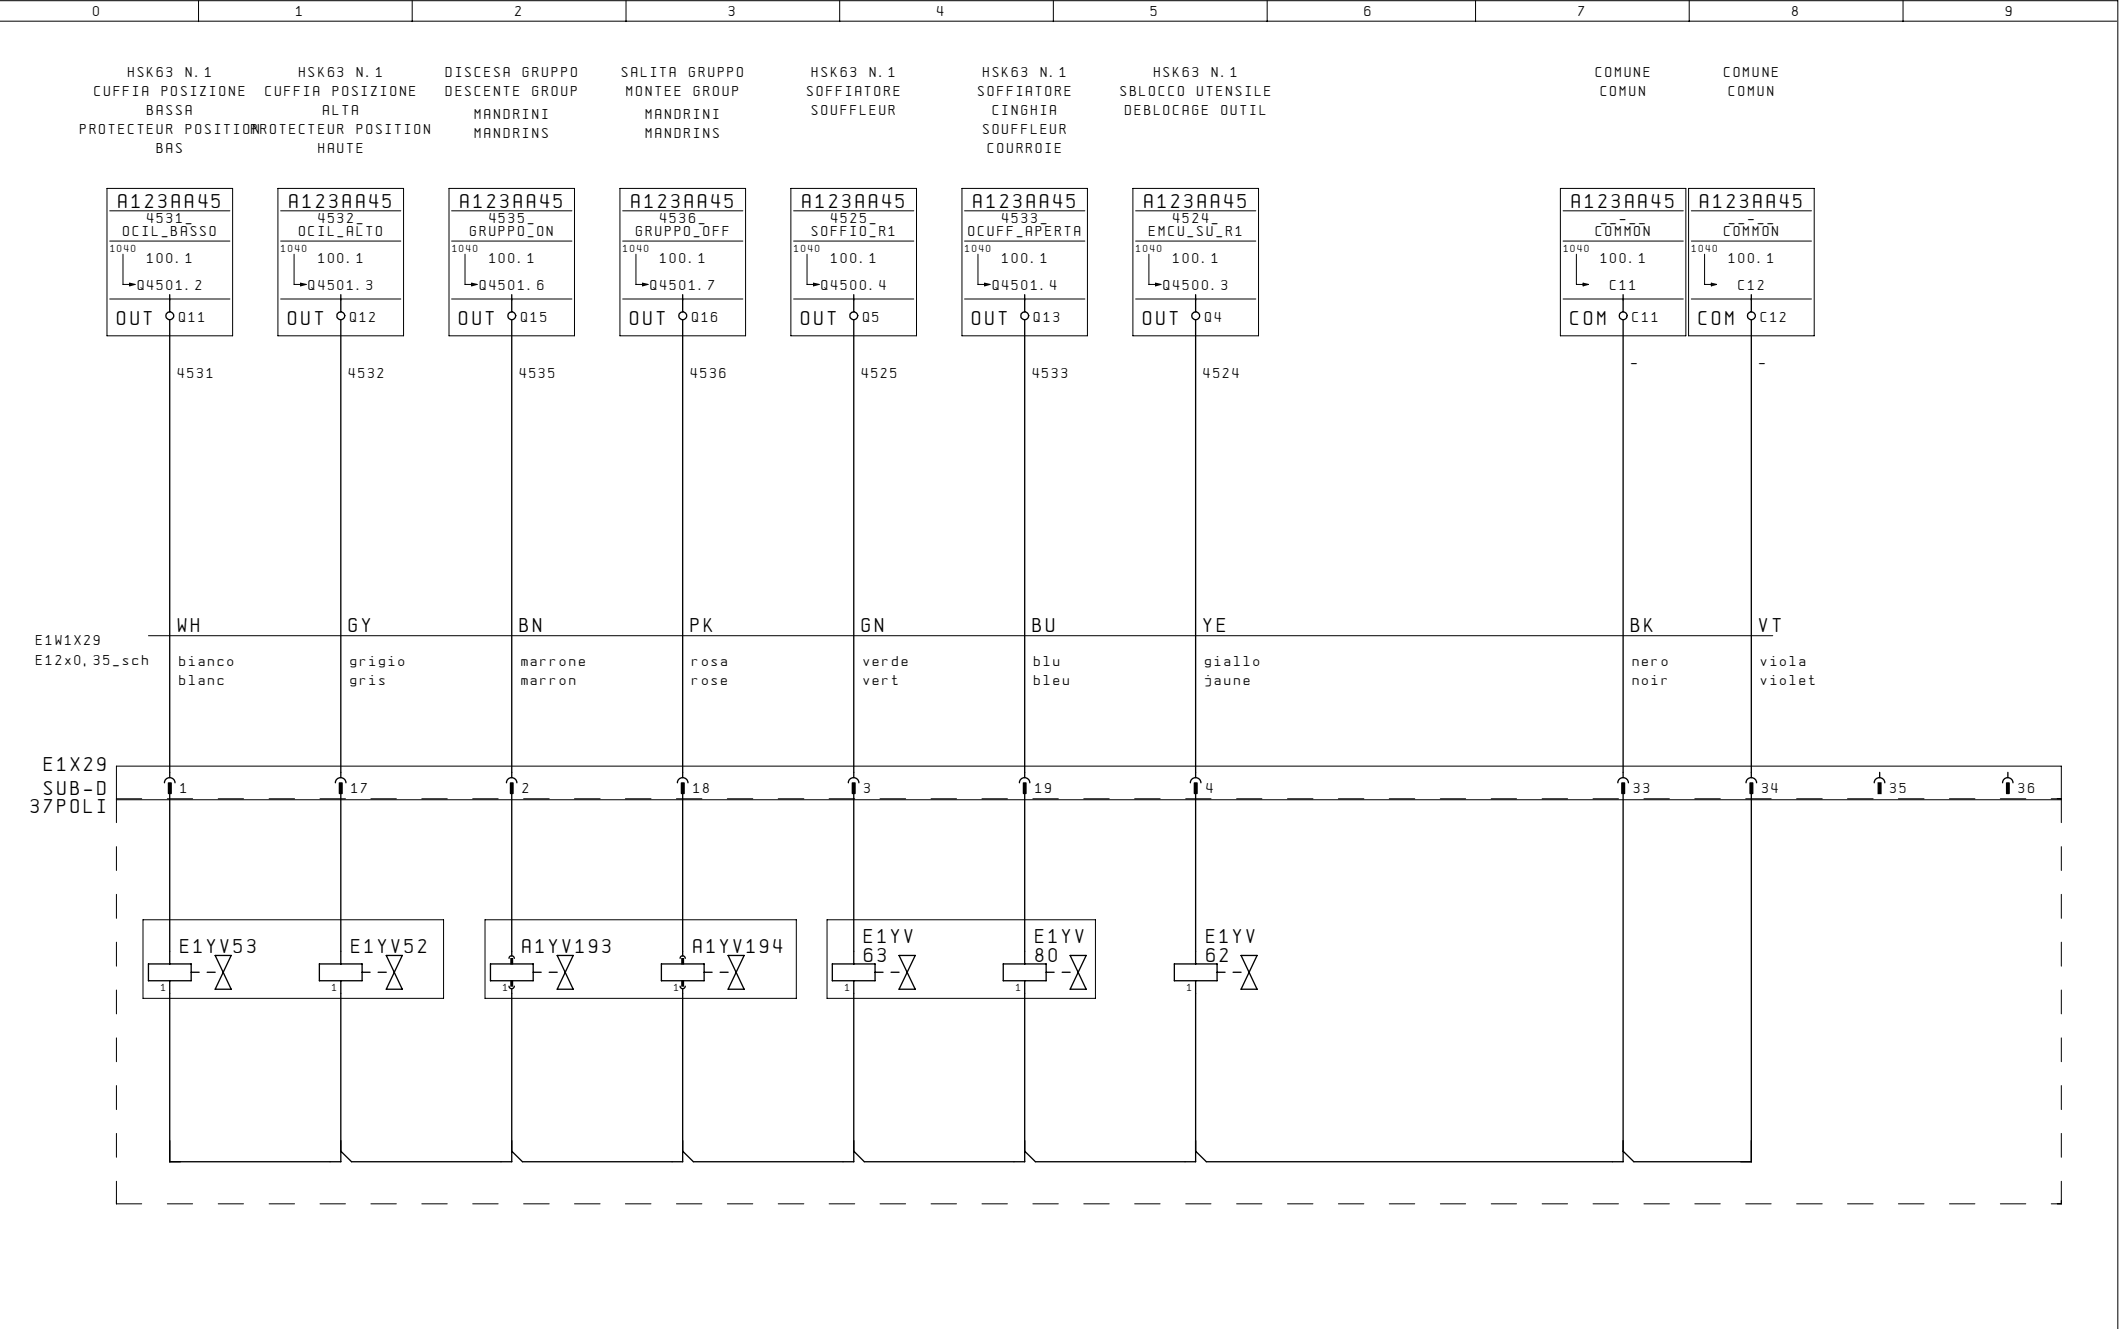 0 1 2 3 4 5 6 7 8 9
HSK63 N.1
CUFFIA POSIZIONE
BASSA
PROTECTEUR POSITION
BAS
HSK63 N.1
CUFFIA POSIZIONE
ALTA
PROTECTEUR POSITION
HAUTE
DISCESA GRUPPO
DESCENTE GROUP
MANDRINI
MANDRINS
SALITA GRUPPO
MONTEE GROUP
MANDRINI
MANDRINS
HSK63 N.1
SOFFIATORE
SOUFFLEUR
HSK63 N.1
SOFFIATORE
CINGHIA
SOUFFLEUR
COURROIE
HSK63 N.1
SBLOCCO UTENSILE
DEBLOCAGE OUTIL
COMUNE
COMUN
COMUNE
COMUN
A123AA45
4531_
OCIL_BASSO
1040
100.1
Q4501.2
OUT Q11
A123AA45
4532_
OCIL_ALTO
1040
100.1
Q4501.3
OUT Q12
A123AA45
4535_
GRUPPO_ON
1040
100.1
Q4501.6
OUT Q15
A123AA45
4536_
GRUPPO_OFF
1040
100.1
Q4501.7
OUT Q16
A123AA45
4525_
SOFFIO_R1
1040
100.1
Q4500.4
OUT Q5
A123AA45
4533_
OCUFF_APERTA
1040
100.1
Q4501.4
OUT Q13
A123AA45
4524_
EMCU_SU_R1
1040
100.1
Q4500.3
OUT Q4
A123AA45
__-__
COMMON
1040
100.1
C11
COM C11
A123AA45
_-__
COMMON
1040
100.1
C12
COM C12
4531 4532 4535 4536 4525 4533 4524 - -
WH GY BN PK GN BU YE BK VT
E1W1X29
E12x0,35_sch
bianco grigio marrone rosa verde blu giallo nero viola
blanc gris marron rose vert bleu jaune noir violet
E1X29
SUB-D
37POLI
1 17 2 18 3 19 4 33 34 35 36
E1YV53
1
E1YV52
1
A1YV193
1
A1YV194
1
E1YV
63
1
E1YV
80
1
E1YV
62
1